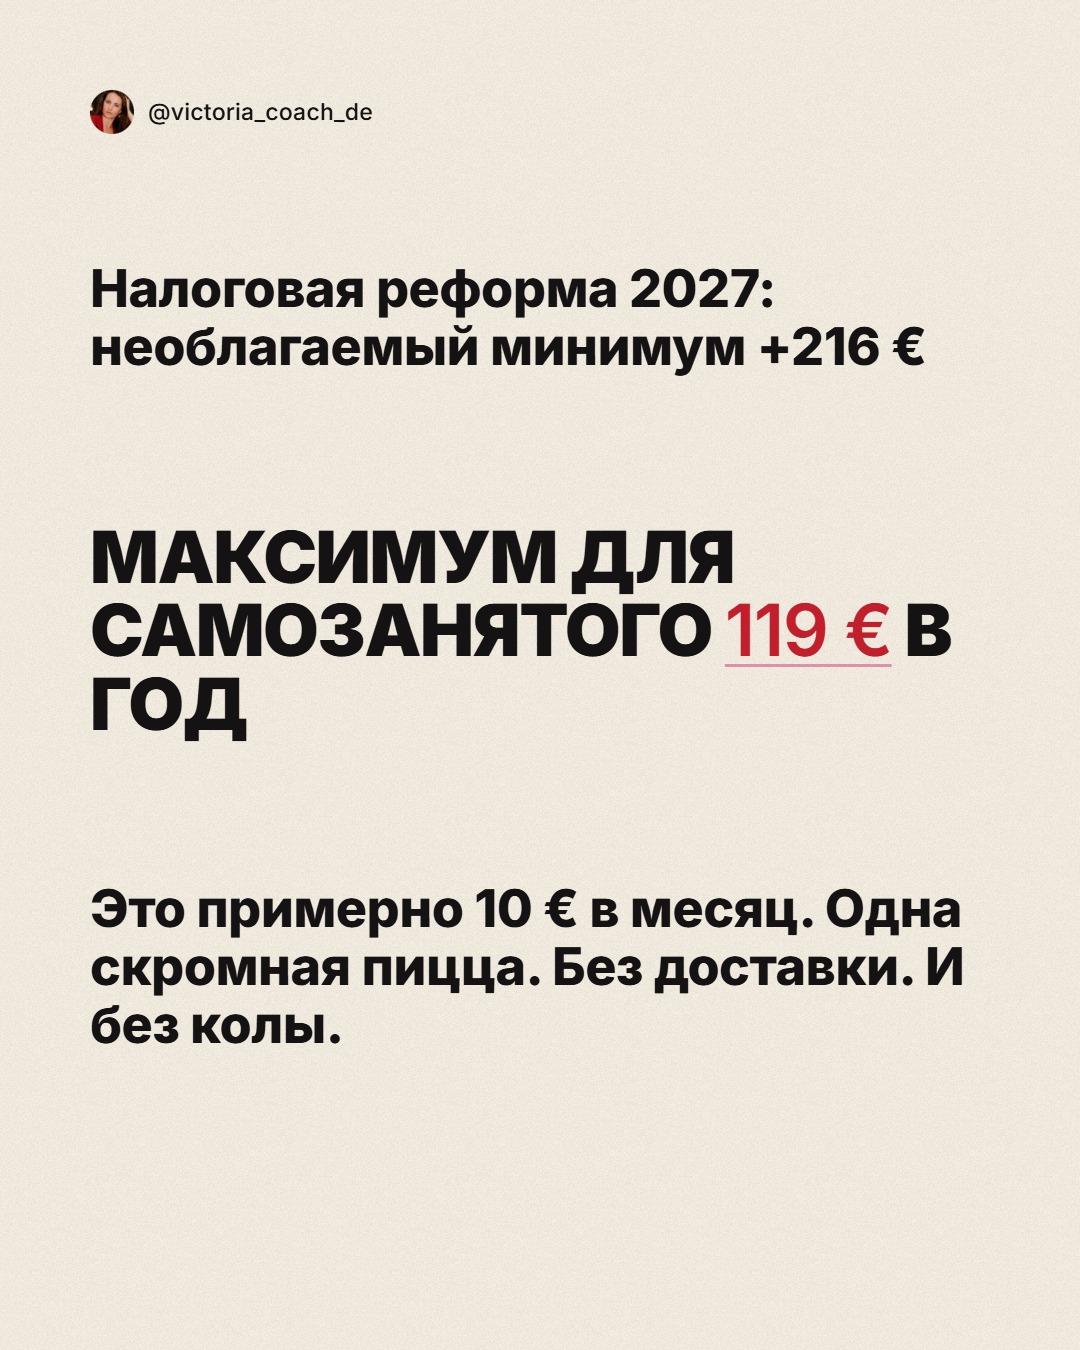 @victoria_coach_de
Налоговая реформа 2027:
необлагаемый минимум +216 €
МАКСИМУМ ДЛЯ
САМОЗАНЯТОГО 119 € В
ГОД
Это примерно 10 € в месяц. Одна
скромная пицца. Без доставки. И
без колы.